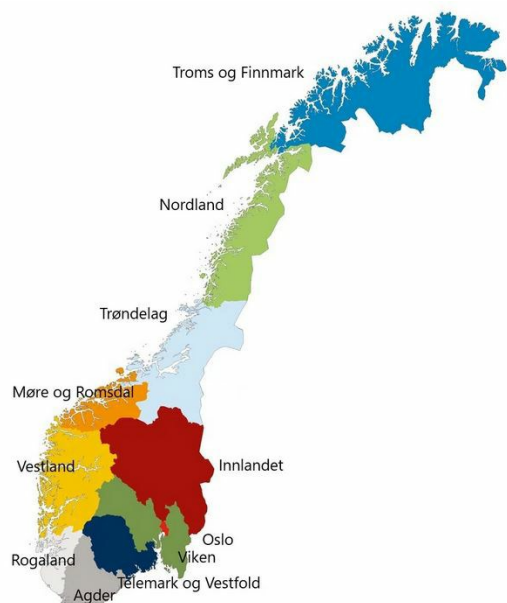 Troms og Finnmark
Nordland
Trøndelag
Møre og Romsdal
Vestland
Innlandet
Oslo
Rogaland
Viken
Telemark og Vestfold
Agder